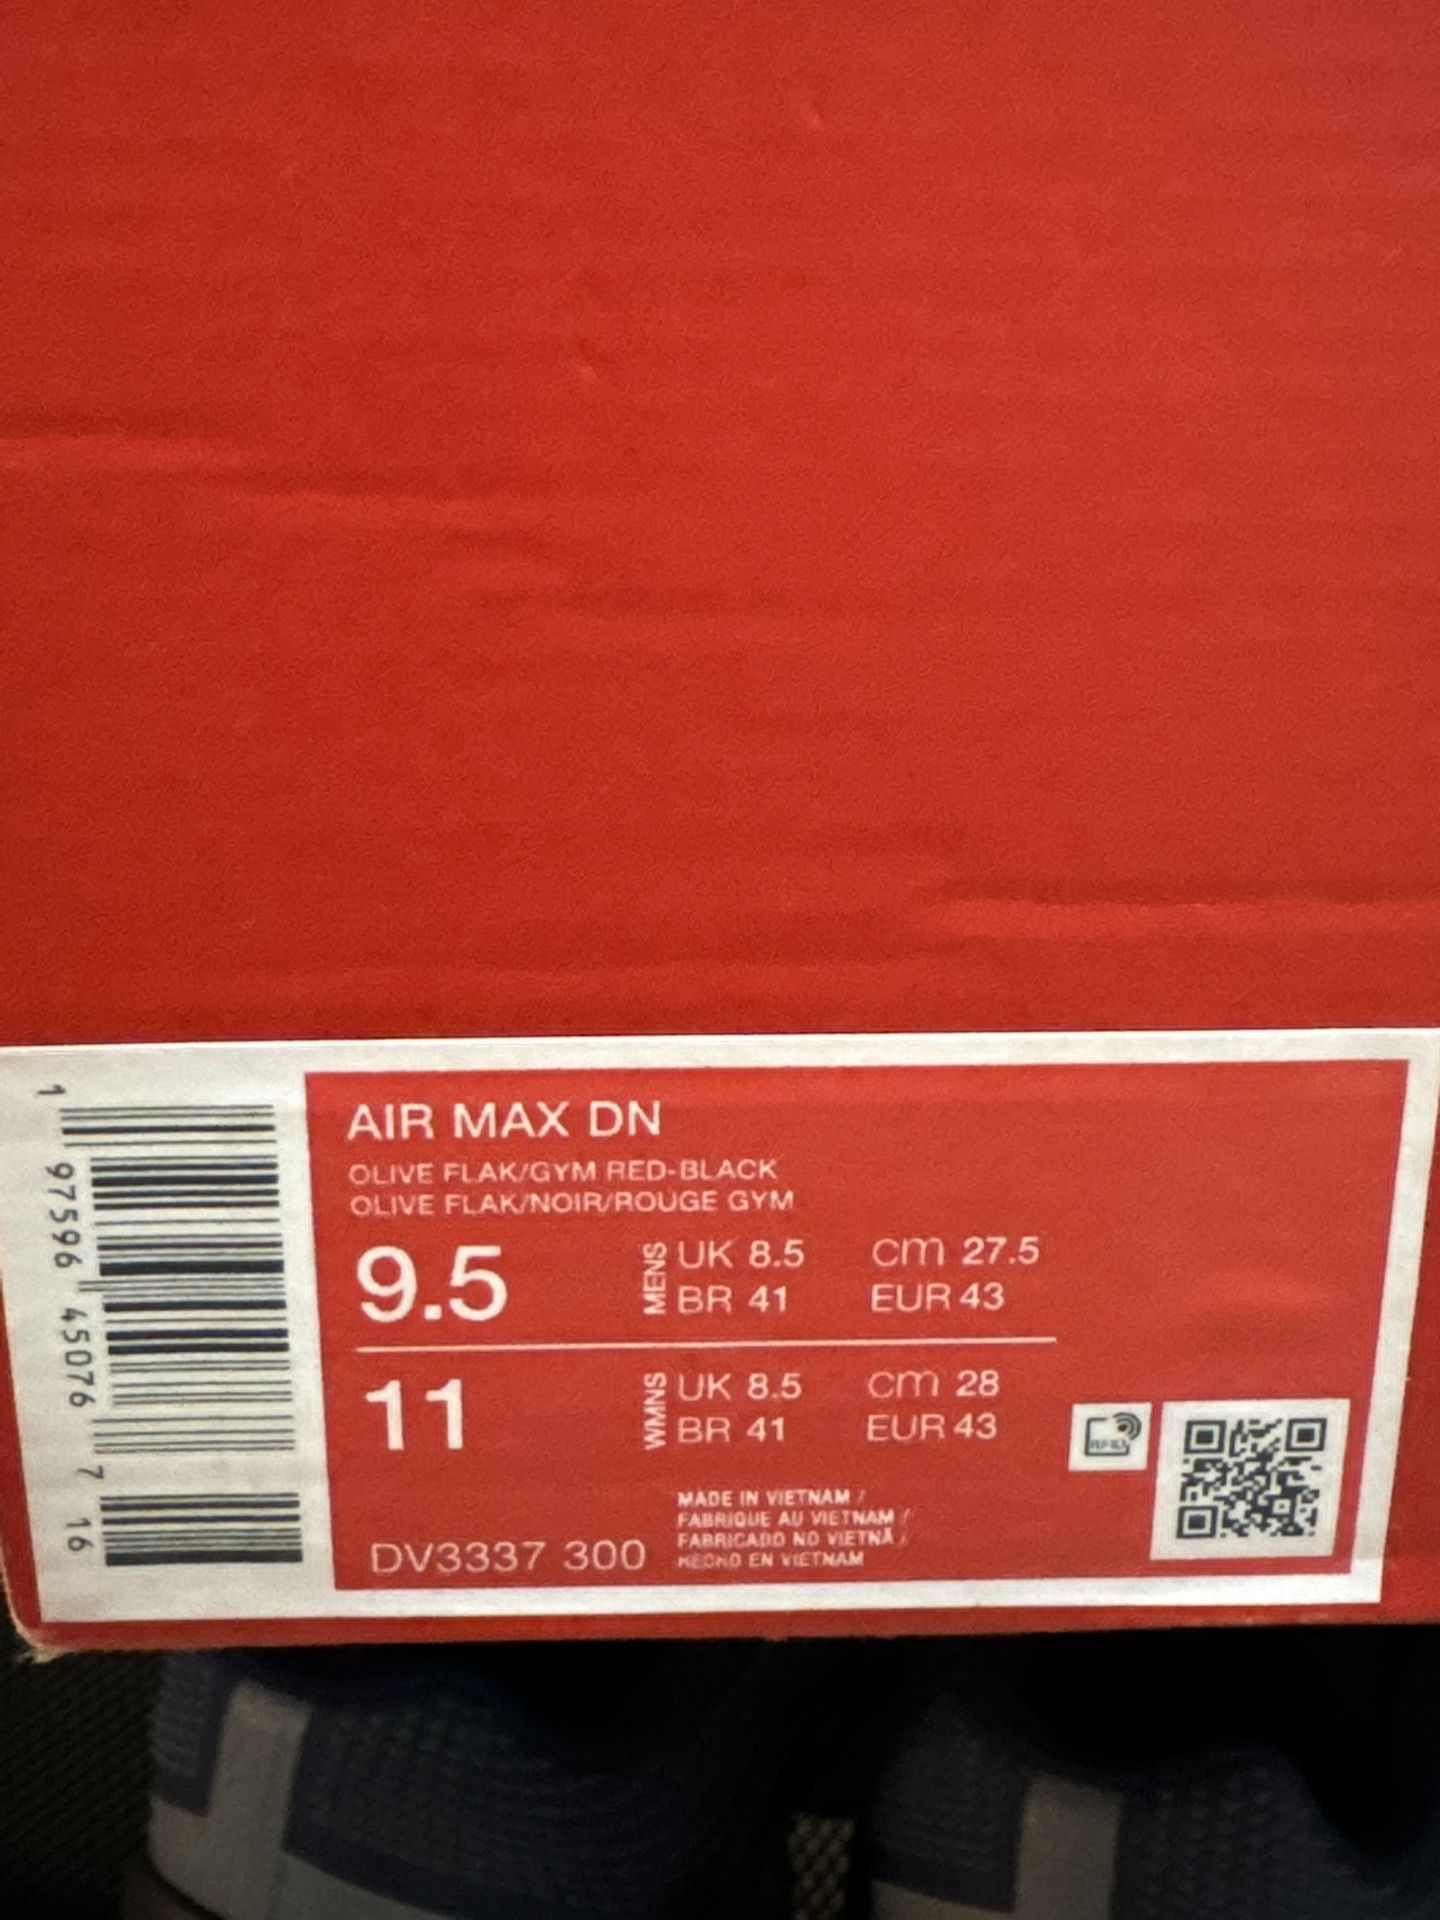 AIR MAX DN
OLIVE FLAK/GYM RED-BLACK
OLIVE FLAK/NOIR/ROUGE GYM
9.5
MENS
UK 8.5 cm 27.5
BR 41 EUR 43
11
WMNS
UK 8.5 cm 28
BR 41 EUR 43
DV3337 300
MADE IN VIETNAM /
FABRIQUE AU VIETNAM /
FABRICADO NO VIETNÃ /
HECHO EN VIETNAM
RFID
1 97596 45076 7 16